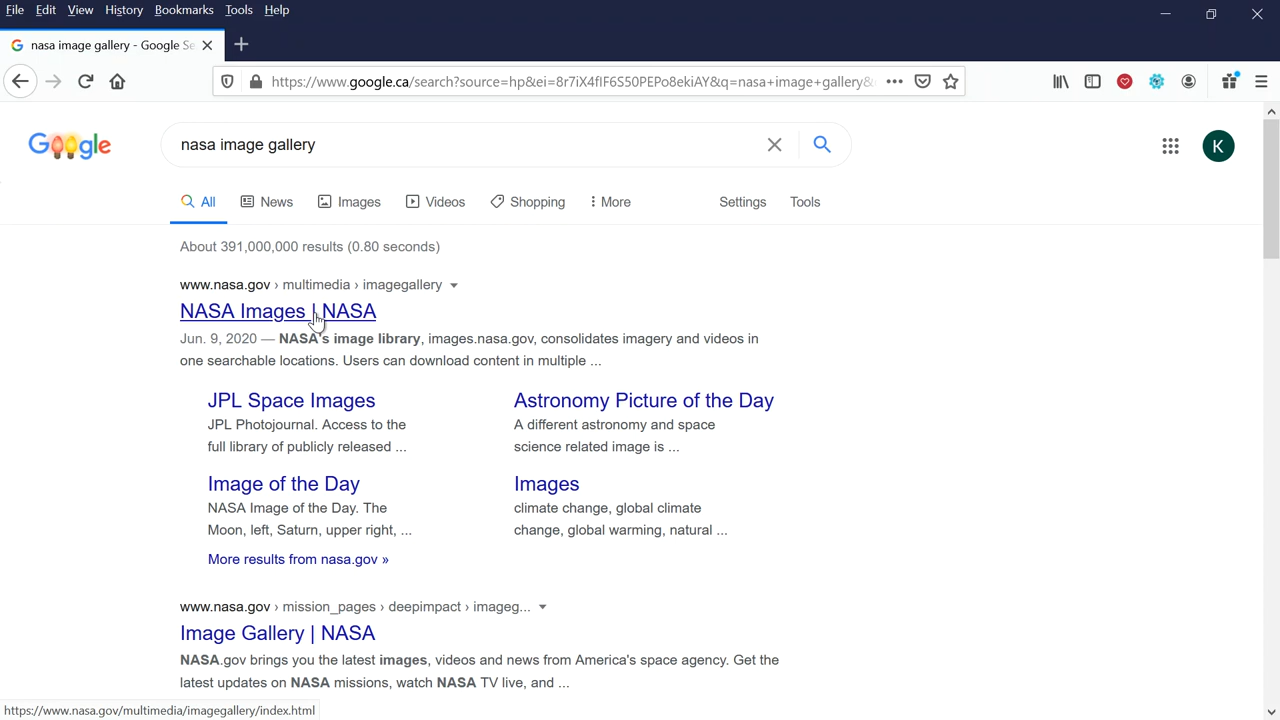 File Edit View History Bookmarks Tools Help
nasa image gallery - Google Se
https://www.google.ca/search?source=hp&ei=8r7iX4flF6S50PEPo8ekiAY&q=nasa+image+gallery&
Google nasa image gallery K
All News Images Videos Shopping More Settings Tools
About 391,000,000 results (0.80 seconds)
www.nasa.gov › multimedia › imagegallery
NASA Images | NASA
Jun. 9, 2020 — NASA's image library, images.nasa.gov, consolidates imagery and videos in
one searchable locations. Users can download content in multiple ...
JPL Space Images
JPL Photojournal. Access to the
full library of publicly released ...
Astronomy Picture of the Day
A different astronomy and space
science related image is ...
Image of the Day
NASA Image of the Day. The
Moon, left, Saturn, upper right, ...
Images
climate change, global climate
change, global warming, natural ...
More results from nasa.gov »
www.nasa.gov › mission_pages › deepimpact › imageg...
Image Gallery | NASA
NASA.gov brings you the latest images, videos and news from America's space agency. Get the
latest updates on NASA missions, watch NASA TV live, and ...
https://www.nasa.gov/multimedia/imagegallery/index.html